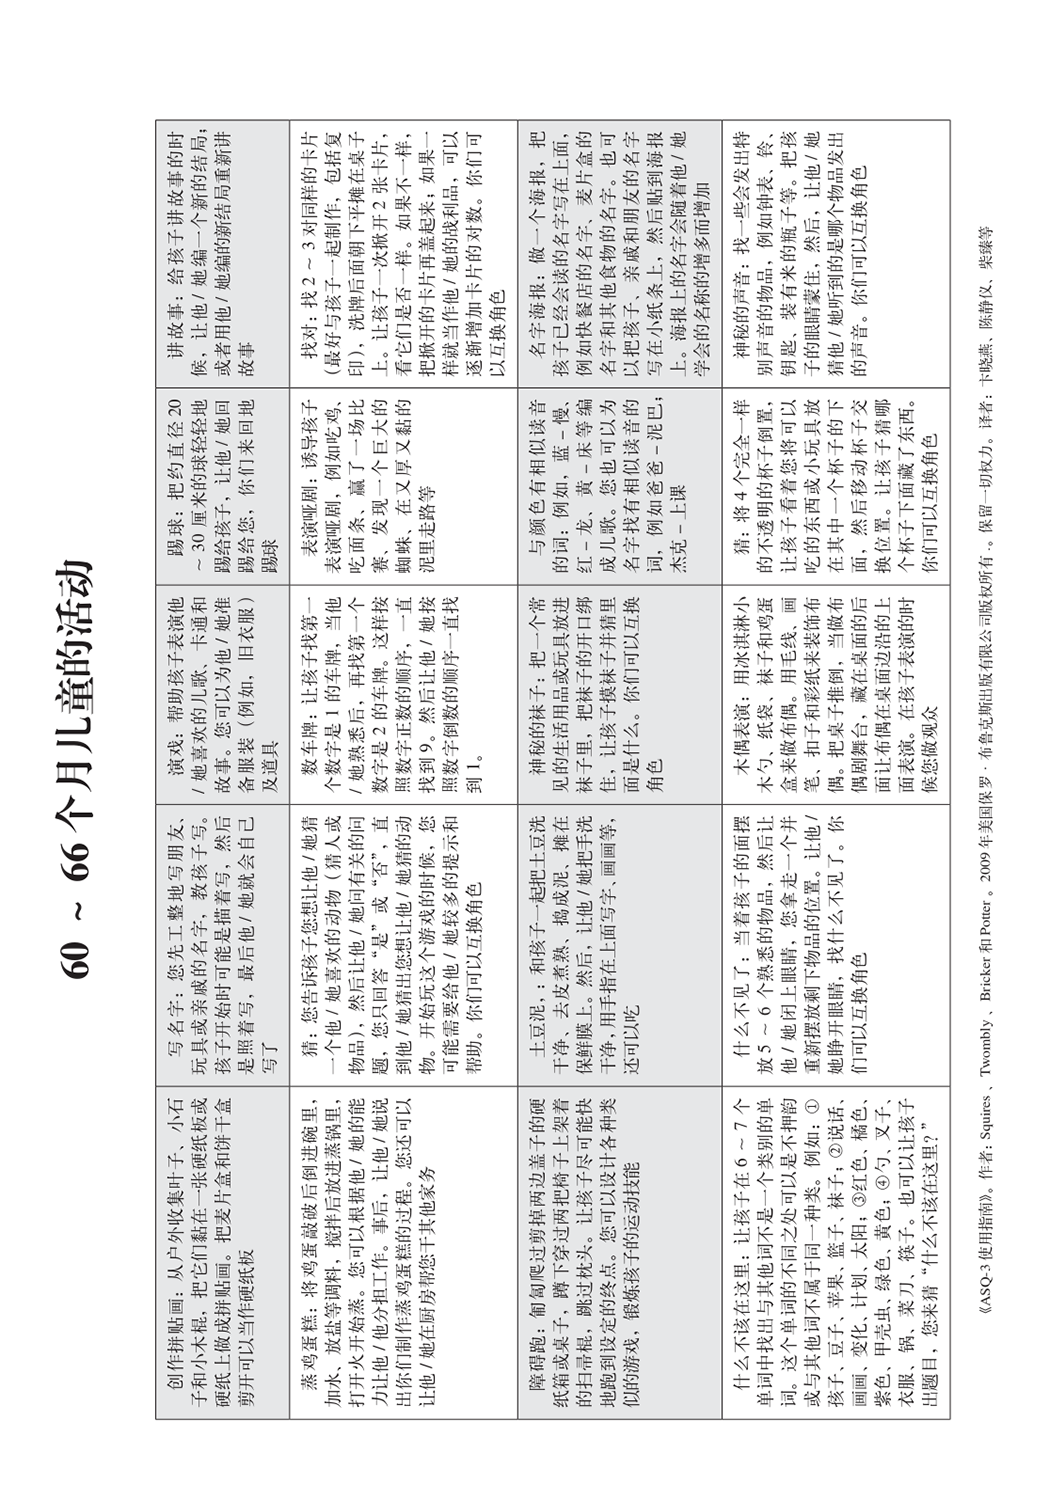 60 ~ 66 个月儿童的活动
创作拼贴画：从户外收集叶子、小石
子和小木棍，把它们黏在一张硬纸板或
硬纸上做成拼贴画。把麦片盒和饼干盒
剪开可以当作硬纸板
写名字：您先工整地写朋友、
玩具或亲戚的名字，教孩子写。
孩子开始时可能是描着写，然后
是照着写，最后他/她就会自己
写了
演戏：帮助孩子表演他
/她喜欢的儿歌、卡通和
故事。您可以为他/她准
备服装（例如，旧衣服）
及道具
踢球：把约直径20
~30厘米的球轻轻地
踢给孩子，让他/她回
踢给您，你们来回地
踢球
讲故事：给孩子讲故事的时
候，让他/她编一个新的结局；
或者用他/她编的新结局重新讲
故事
蒸鸡蛋糕：将鸡蛋敲破后倒进碗里，
加水、放盐等调料，搅拌后放进蒸锅里，
打开火开始蒸。您可以根据他/她的能
力让他/他分担工作。事后，让他/她说
出你们制作蒸鸡蛋糕的过程。您还可以
让他/她在厨房帮您干其他家务
猜：您告诉孩子您想让他/她猜
一个他/她喜欢的动物（猜人或
物品），然后让他/她问有关的问
题，您只回答“是”或“否”，直
到他/她猜出您想让他/她猜的动
物。开始玩这个游戏的时候，您
可能需要给他/她较多的提示和
帮助。你们可以互换角色
数车牌：让孩子找第一
个数字是1的车牌，当他
/她熟悉后，再找第一个
数字是2的车牌。这样按
照数字正数的顺序，一直
找到9。然后让他/她按
照数字倒数的顺序一直找
到1。
表演哑剧：诱导孩子
表演哑剧，例如吃鸡、
吃面条、赢了一场比
赛、发现一个巨大的
蜘蛛、在又厚又黏的
泥里走路等
找对：找2~3对同样的卡片
(最好与孩子一起制作，包括复
印)，洗牌后面朝下平摊在桌子
上。让孩子一次掀开2张卡片，
看它们是否一样。如果不一样，
把掀开的卡片再盖起来；如果一
样就当作他/她的战利品，可以
逐渐增加卡片的对数。你们可
以互换角色
障碍跑：匍匐爬过剪掉两边盖子的硬
纸箱或桌子，蹲下穿过两把椅子上架着
的扫帚棍，跳过枕头。让孩子尽可能快
地跑到设定的终点。您可以设计各种类
似的游戏，锻炼孩子的运动技能
土豆泥，：和孩子一起把土豆洗
干净、去皮煮熟、捣成泥、摊在
保鲜膜上。然后，让他/她把手洗
干净，用手指在上面写字、画画等，
还可以吃
神秘的袜子：把一个常
见的生活用品或玩具放进
袜子里，把袜子的开口绑
住，让孩子摸袜子并猜里
面是什么。你们可以互换
角色
与颜色有相似读音
的词：例如，蓝－慢、
红－龙、黄－床等编
成儿歌。您也可以为
名字找有相似读音的
词，例如爸爸－泥巴；
杰克－上课
名字海报：做一个海报，把
孩子已经会读的名字写在上面，
例如快餐店的名字、麦片盒的
名字和其他食物的名字。也可
以把孩子、亲戚和朋友的名字
写在小纸条上，然后贴到海报
上。海报上的名字会随着他/她
学会的名称的增多而增加
什么不该在这里：让孩子在6~7个
单词中找出与其他词不是一个类别的单
词。这个单词的不同之处可以是不押韵
或与其他词不属于同一种类。例如：①
孩子、豆子、苹果、篮子、袜子；②说话、
画画、变化、计划、太阳；③红色、橘色、
紫色、甲壳虫、绿色、黄色；④勺、叉子、
衣服、锅、菜刀、筷子。也可以让孩子
出题目，您来猜“什么不该在这里？”
什么不见了：当着孩子的面摆
放5~6个熟悉的物品，然后让
他/她闭上眼睛，您拿走一个并
重新摆放剩下物品的位置。让他/
她睁开眼睛，找什么不见了。你
们可以互换角色
木偶表演：用冰淇淋小
木勺、纸袋、袜子和鸡蛋
盒来做布偶。用毛线、画
笔、扣子和彩纸来装饰布
偶。把桌子推倒，当做布
偶剧舞台，藏在桌面的后
面让布偶在桌面边沿的上
面表演。在孩子表演的时
候您做观众
猜：将4个完全一样
的不透明的杯子倒置，
让孩子看着您将可以
吃的东西或小玩具放
在其中一个杯子的下
面，然后移动杯子交
换位置。让孩子猜哪
个杯子下面藏了东西。
你们可以互换角色
神秘的声音：找一些会发出特
别声音的物品，例如钟表、铃、
钥匙、装有米的瓶子等。把孩
子的眼睛蒙住，然后，让他/她
猜他/她听到的是哪个物品发出
的声音。你们可以互换角色
《ASQ-3使用指南》。作者：Squires、Twombly、Bricker和Potter。2009年美国保罗·布鲁克斯出版有限公司版权所有·。保留一切权力。译者：卞晓燕、陈静仪、柴臻等